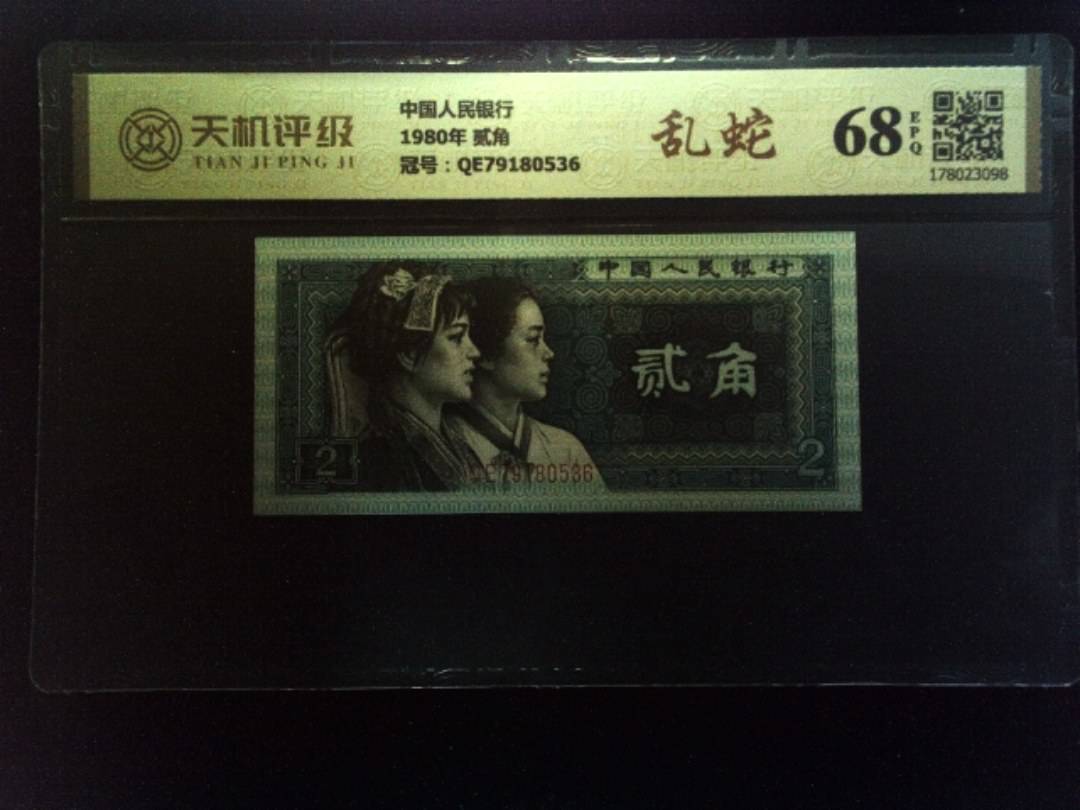 天机评级
TIAN JI PING JI
中国人民银行
1980年 贰角
冠号：QE79180536
乱蛇
68
EPQ
178023098
中国人民银行
贰角
2
2
QE79180536